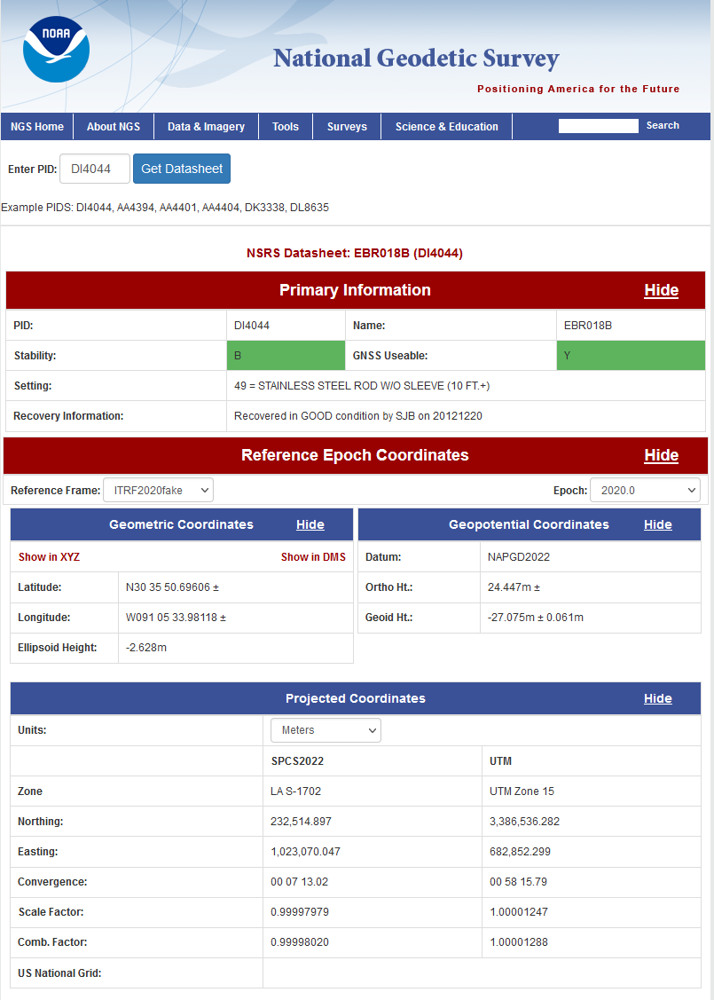 NOAA
National Geodetic Survey
Positioning America for the Future
NGS Home About NGS Data & Imagery Tools Surveys Science & Education Search
Enter PID: DI4044 Get Datasheet
Example PIDS: DI4044, AA4394, AA4401, AA4404, DK3338, DL8635
NSRS Datasheet: EBR018B (DI4044)
Primary Information Hide
PID: DI4044 Name: EBR018B
Stability: B GNSS Useable: Y
Setting: 49 = STAINLESS STEEL ROD W/O SLEEVE (10 FT.+)
Recovery Information: Recovered in GOOD condition by SJB on 20121220
Reference Epoch Coordinates Hide
Reference Frame: ITRF2020fake Epoch: 2020.0
Geometric Coordinates Hide
Show in XYZ Show in DMS
Latitude: N30 35 50.69606 ±
Longitude: W091 05 33.98118 ±
Ellipsoid Height: -2.628m
Geopotential Coordinates Hide
Datum: NAPGD2022
Ortho Ht.: 24.447m ±
Geoid Ht.: -27.075m ± 0.061m
Projected Coordinates Hide
Units: Meters
SPCS2022 UTM
Zone LA S-1702 UTM Zone 15
Northing: 232,514.897 3,386,536.282
Easting: 1,023,070.047 682,852.299
Convergence: 00 07 13.02 00 58 15.79
Scale Factor: 0.99997979 1.00001247
Comb. Factor: 0.99998020 1.00001288
US National Grid: